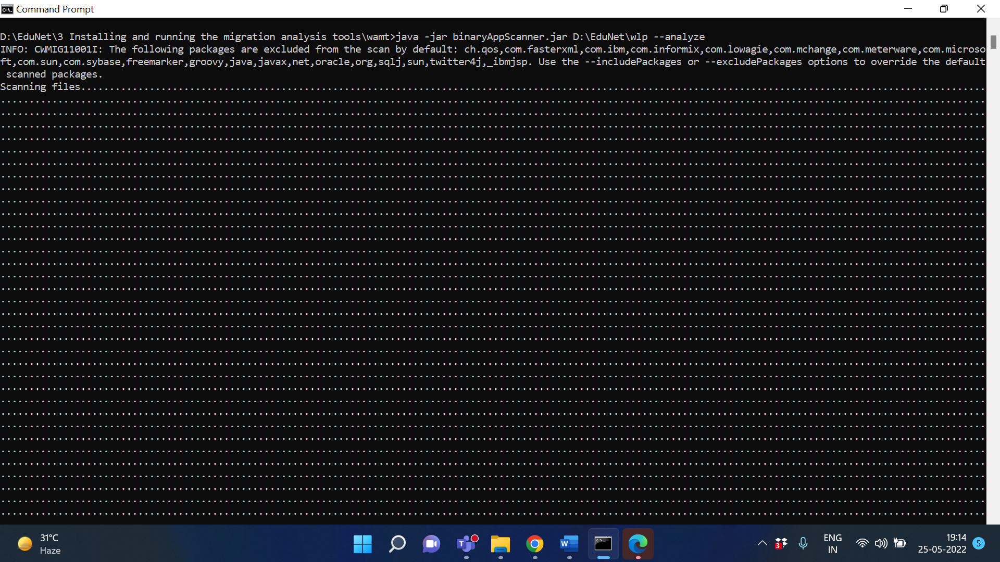 Command Prompt
D:\EduNet\3 Installing and running the migration analysis tools\wamt>java -jar binaryAppScanner.jar D:\EduNet\wlp --analyze
INFO: CWMIG11001I: The following packages are excluded from the scan by default: ch.qos,com.fasterxml,com.ibm,com.informix,com.lowagie,com.mchange,com.meterware,com.microso
ft,com.sun,com.sybase,freemarker,groovy,java,javax,net,oracle,org,sqlj,sun,twitter4j,_ibmjsp. Use the --includePackages or --excludePackages options to override the default
 scanned packages.
Scanning files..............................................................................................................................................................
31°C
Haze
3
ENG
IN
19:14
25-05-2022
5